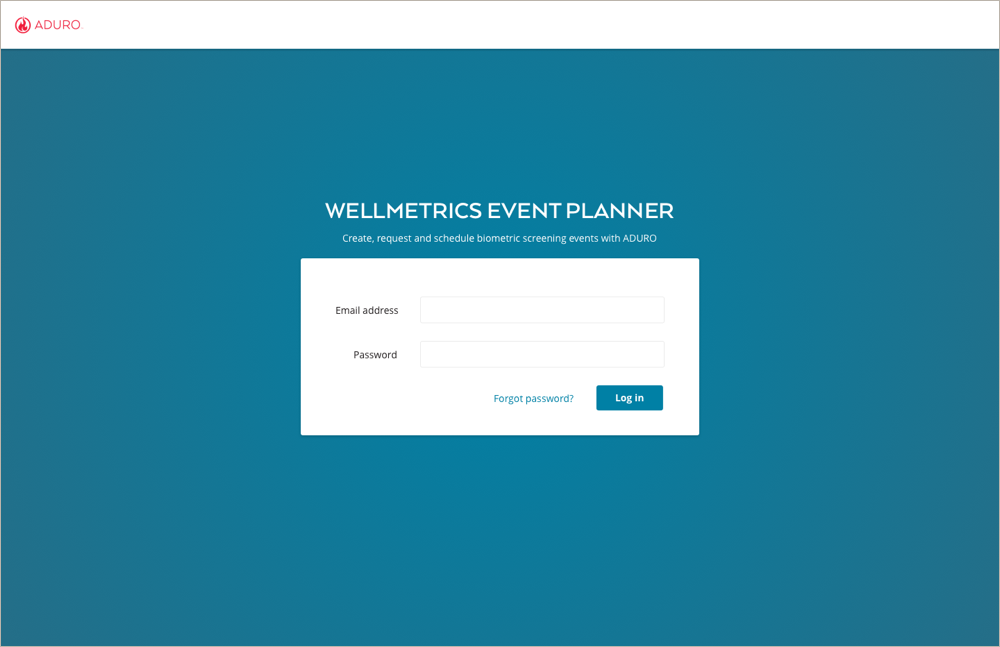 ADURO
WELLMETRICS EVENT PLANNER
Create, request and schedule biometric screening events with ADURO
Email address
Password
Forgot password?
Log in